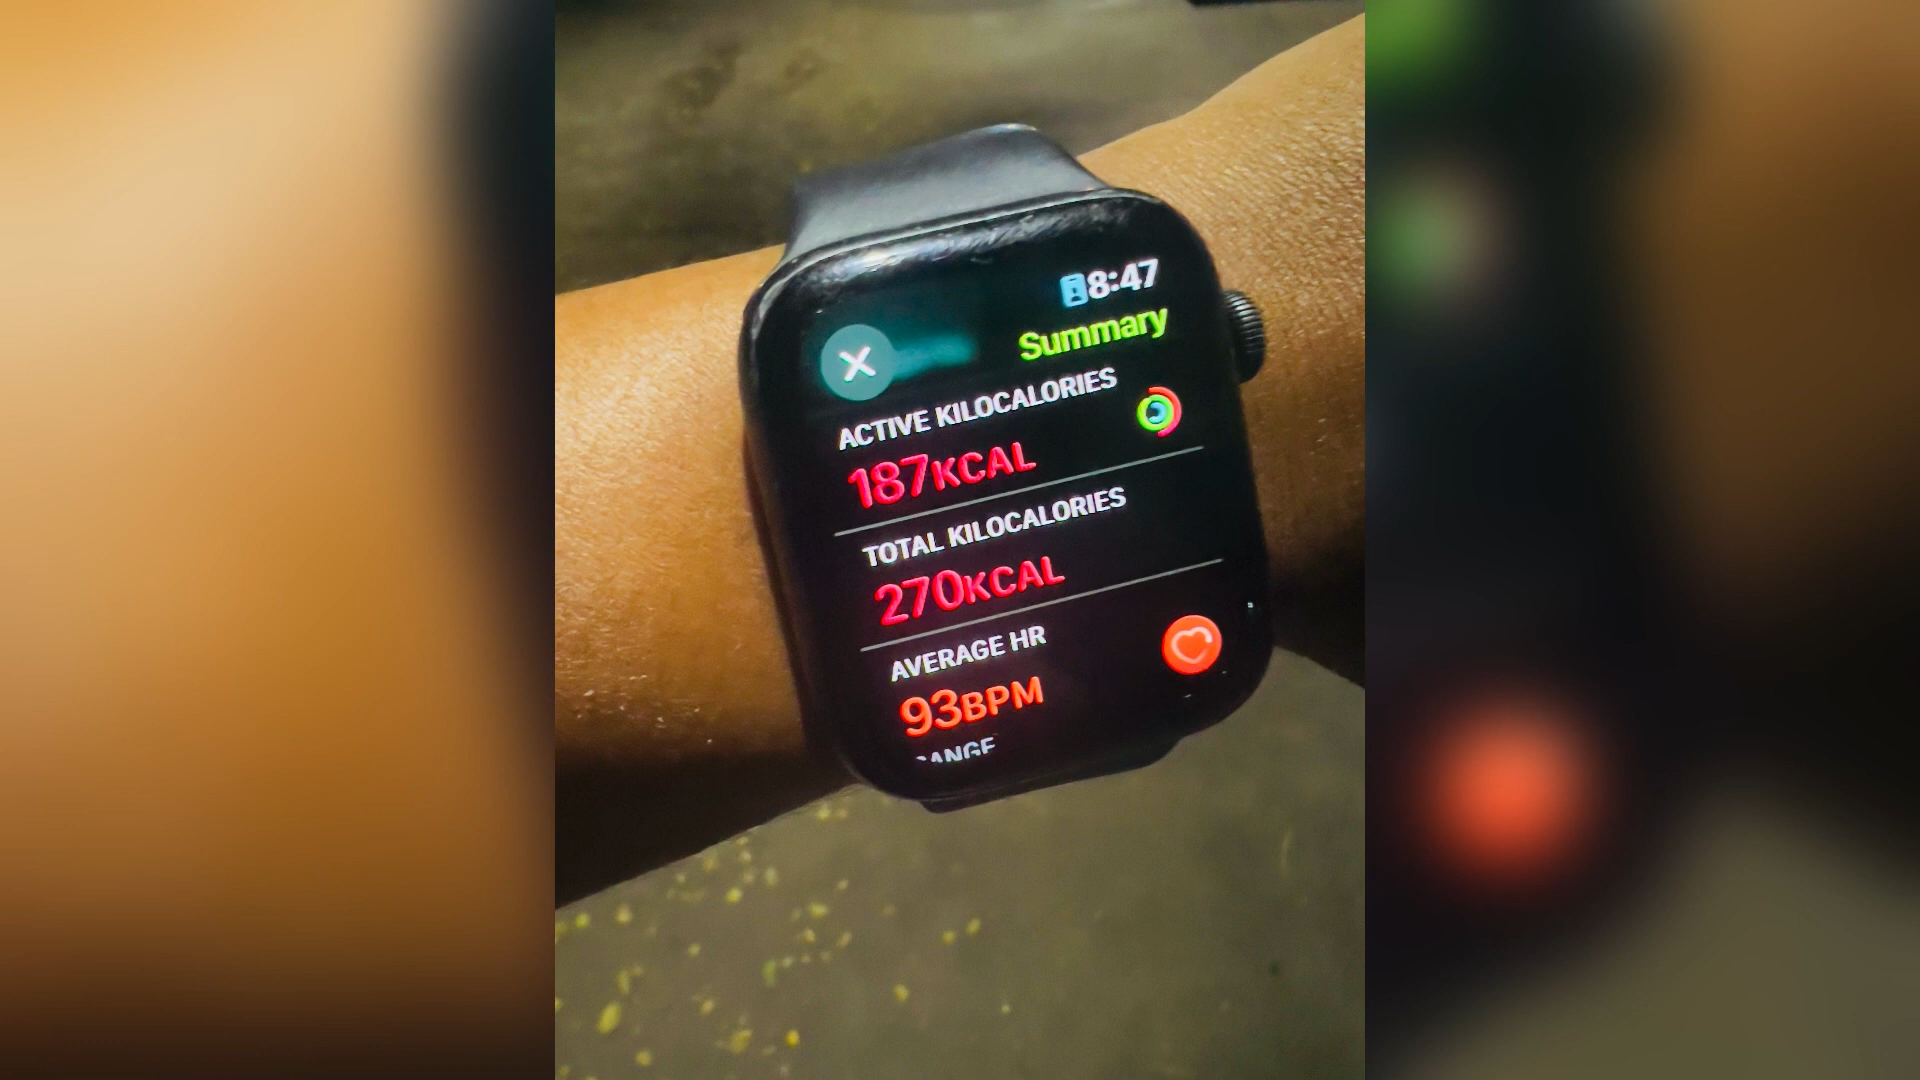 8:47
Summary
ACTIVE KILOCALORIES
187KCAL
TOTAL KILOCALORIES
270KCAL
AVERAGE HR
93BPM